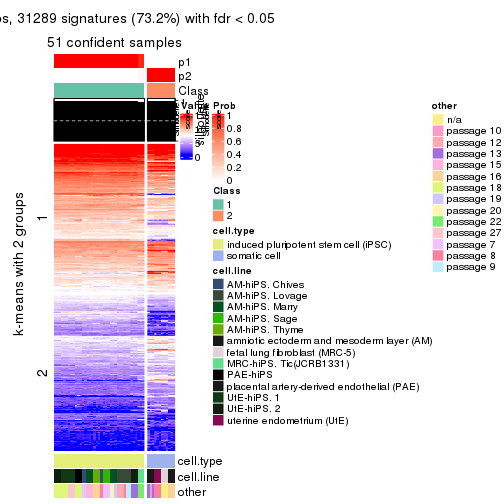 ps, 31289 signatures (73.2%) with fdr < 0.05
51 confident samples
p1
p2
Class
Value
Prob
1
0.8
0.6
0.4
0.2
0
0
1
2
k-means with 2 groups
Class
1
2
cell.type
induced pluripotent stem cell (iPSC)
somatic cell
cell.line
AM-hiPS. Chives
AM-hiPS. Lovage
AM-hiPS. Marry
AM-hiPS. Sage
AM-hiPS. Thyme
amniotic ectoderm and mesoderm layer (AM)
fetal lung fibroblast (MRC-5)
MRC-hiPS. Tic(JCRB1331)
PAE-hiPS
placental artery-derived endothelial (PAE)
UtE-hiPS. 1
UtE-hiPS. 2
uterine endometrium (UtE)
other
n/a
passage 10
passage 12
passage 13
passage 15
passage 16
passage 18
passage 19
passage 20
passage 22
passage 27
passage 7
passage 8
passage 9
cell.type
cell.line
other